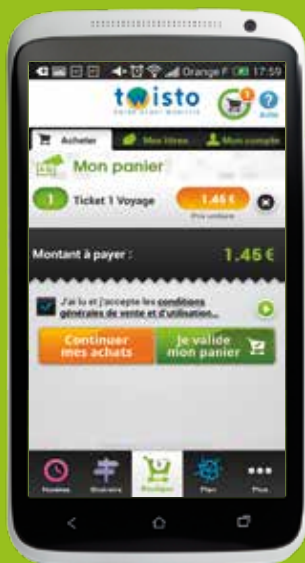 Orange F 17:59
twisto
1
?
Aide
Acheter Mes titres Mon compte
Mon panier
1 Ticket 1 Voyage 1.45 €
Prix unitaire
Montant à payer : 1.45 €
J'ai lu et j'accepte les conditions
générales de vente et d'utilisation...
Continuer
mes achats
Je valide
mon panier
Horaires Itinéraire Boutique Plan Plus